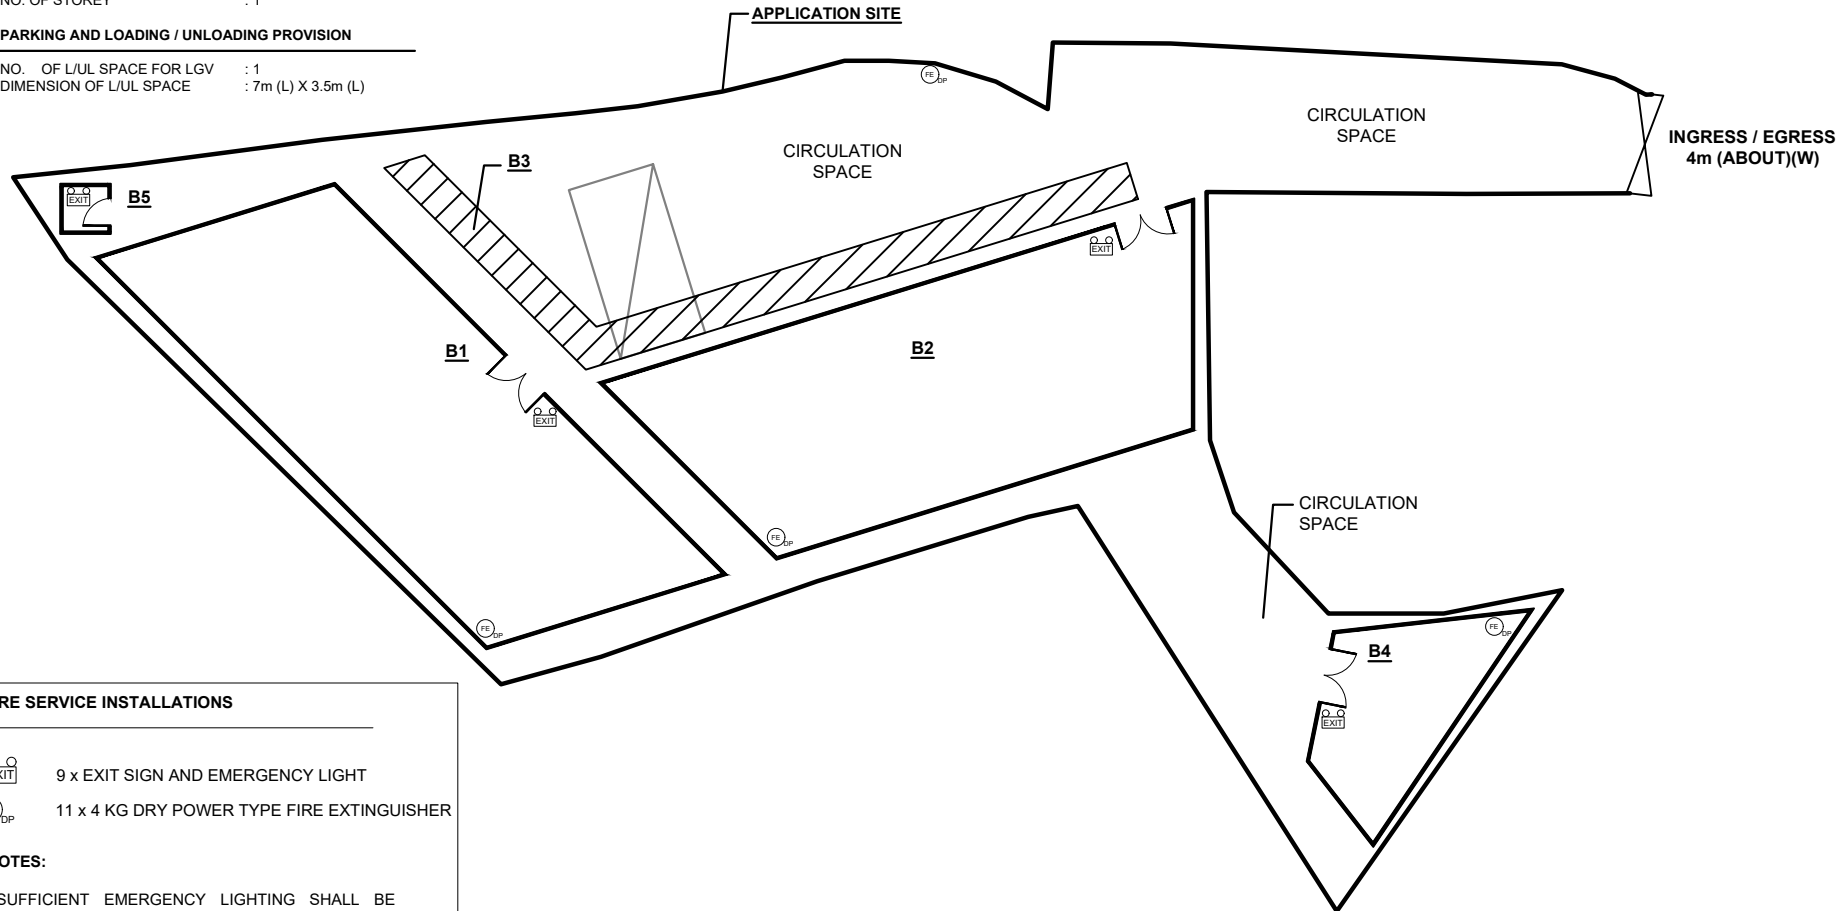 NO. OF STOREY : 1
PARKING AND LOADING / UNLOADING PROVISION
NO. OF L/UL SPACE FOR LGV : 1
DIMENSION OF L/UL SPACE : 7m (L) X 3.5m (L)
APPLICATION SITE
FE
DP
CIRCULATION
SPACE
CIRCULATION
SPACE
INGRESS / EGRESS
4m (ABOUT)(W)
B3
EXIT
B5
EXIT
B1
B2
EXIT
CIRCULATION
SPACE
FE
DP
FE
DP
FE
DP
B4
EXIT
RE SERVICE INSTALLATIONS
XIT 9 x EXIT SIGN AND EMERGENCY LIGHT
DP 11 x 4 KG DRY POWER TYPE FIRE EXTINGUISHER
OTES:
SUFFICIENT EMERGENCY LIGHTING SHALL BE